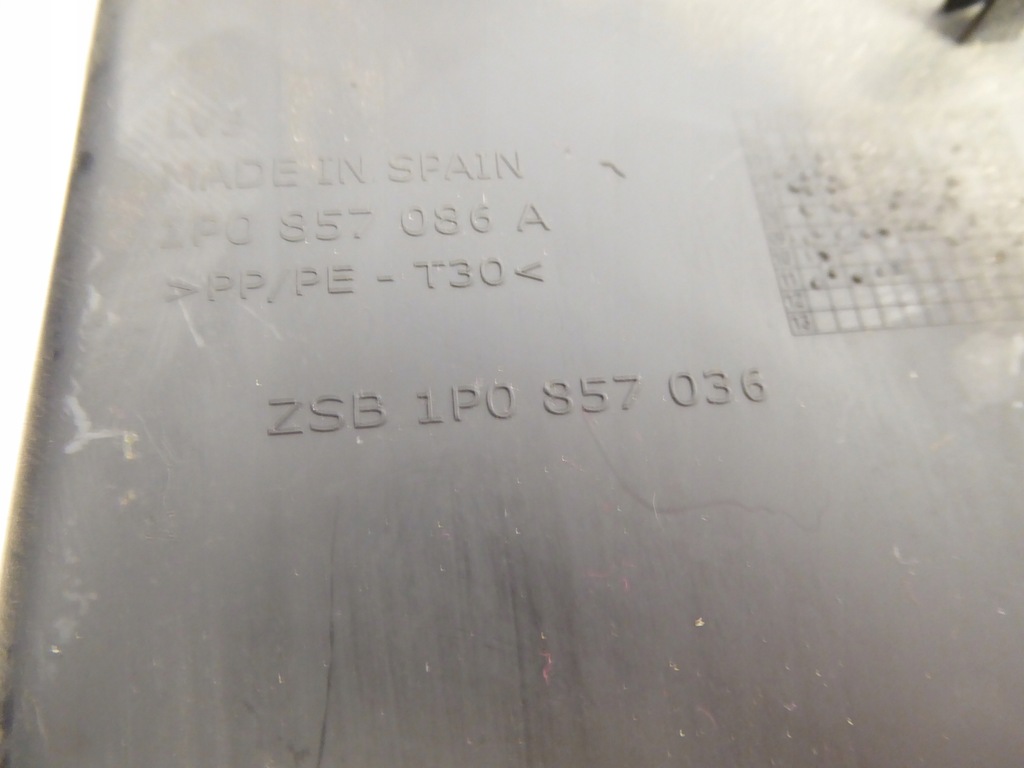 MADE IN SPAIN
1P0 857 086 A
>PP/PE - T30<
ZSB 1P0 857 036